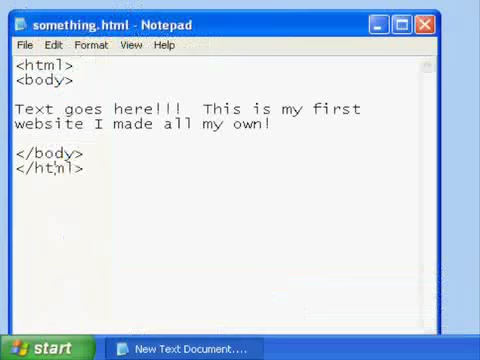 something.html - Notepad
File Edit Format View Help
<html>
<body>
Text goes here!!! This is my first
website I made all my own!
</body>
</html>
start
New Text Document....